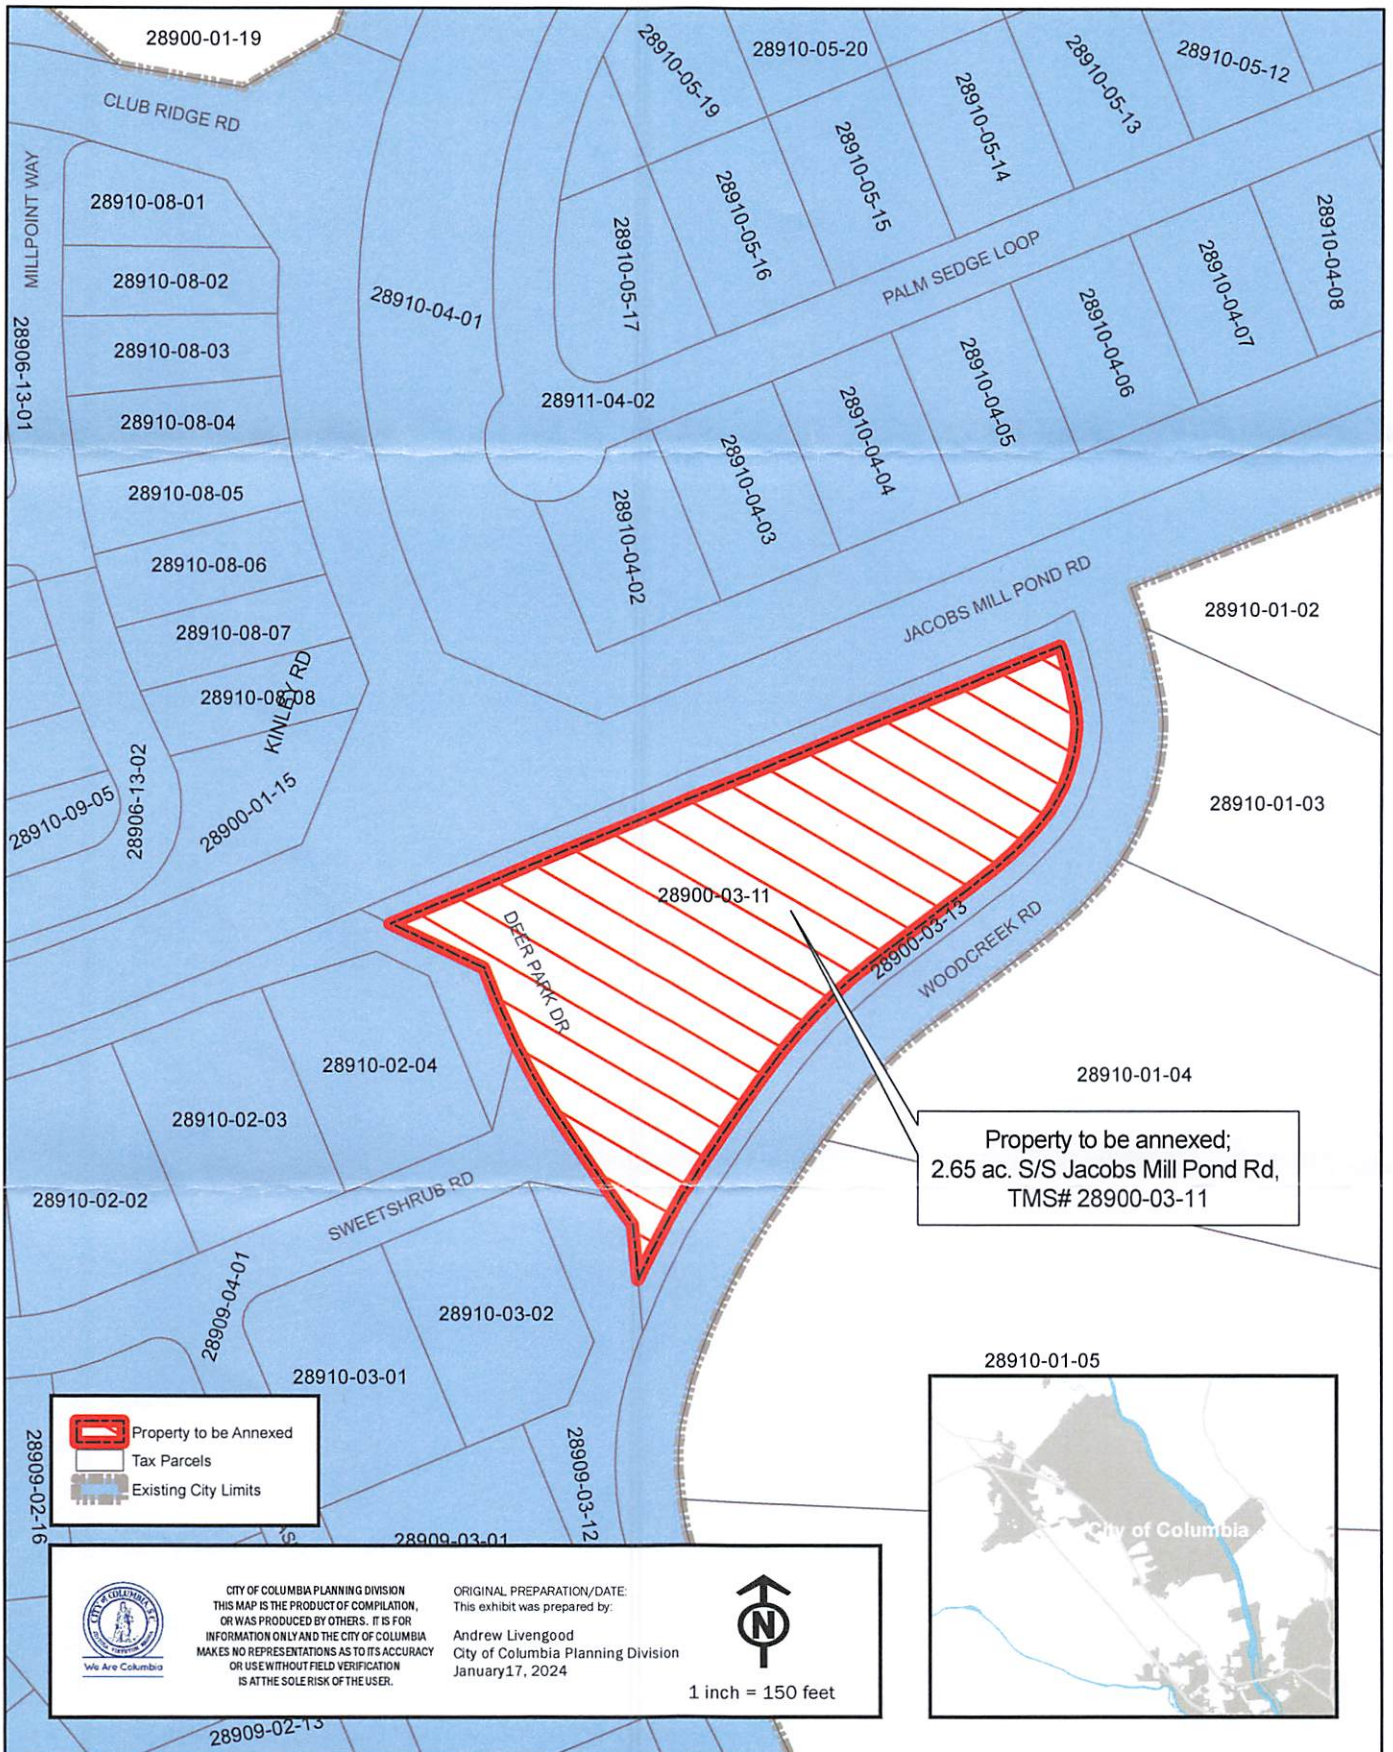 28900-01-19
CLUB RIDGE RD
MILLPOINT WAY
28910-05-19
28910-05-20
28910-05-13
28910-05-12
28910-05-14
28910-05-15
28910-05-16
28910-05-17
28910-08-01
28910-08-02
28910-08-03
28910-08-04
28910-08-05
28910-08-06
28910-08-07
28910-08-08
KINLEY RD
28906-13-01
28910-04-01
PALM SEDGE LOOP
28910-04-08
28910-04-07
28910-04-06
28910-04-05
28910-04-04
28910-04-03
28910-04-02
28911-04-02
JACOBS MILL POND RD
28910-01-02
28910-01-03
28910-09-05
28906-13-02
28900-01-15
28900-03-11
DEER PARK DR
28900-03-13
WOODCREEK RD
28910-02-04
28910-02-03
28910-02-02
28910-01-04
Property to be annexed;
2.65 ac. S/S Jacobs Mill Pond Rd,
TMS# 28900-03-11
SWEETSHRUB RD
28909-04-01
28910-03-02
28910-03-01
28910-01-05
28909-02-16
28909-03-12
28909-03-01
Property to be Annexed
Tax Parcels
Existing City Limits
City of Columbia
CITY OF COLUMBIA, S.C.
We Are Columbia
CITY OF COLUMBIA PLANNING DIVISION
THIS MAP IS THE PRODUCT OF COMPILATION,
OR WAS PRODUCED BY OTHERS. IT IS FOR
INFORMATION ONLY AND THE CITY OF COLUMBIA
MAKES NO REPRESENTATIONS AS TO ITS ACCURACY
OR USE WITHOUT FIELD VERIFICATION
IS AT THE SOLE RISK OF THE USER.
ORIGINAL PREPARATION/DATE:
This exhibit was prepared by:
Andrew Livengood
City of Columbia Planning Division
January17, 2024
N
1 inch = 150 feet
28909-02-13